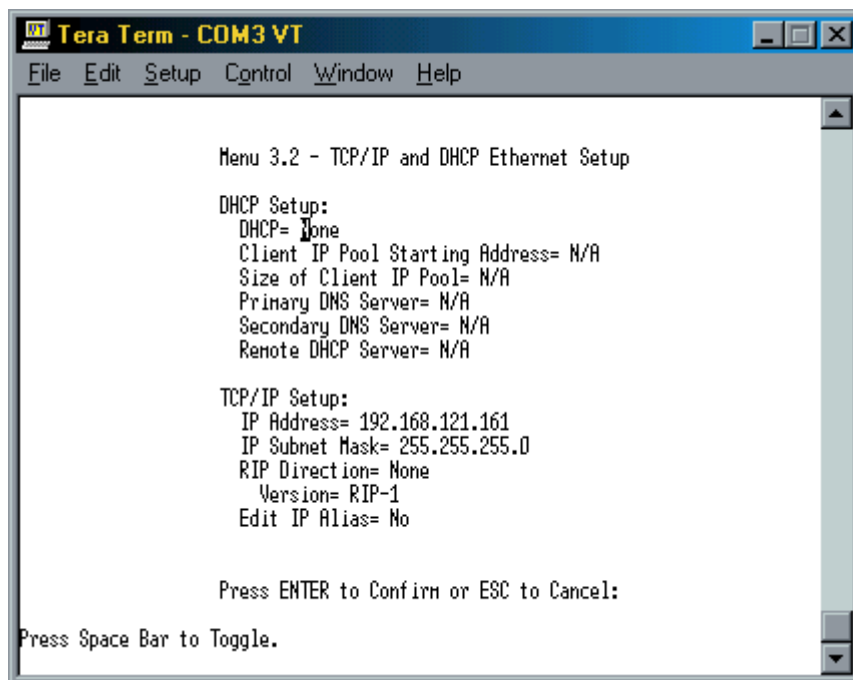 Tera Term - COM3 VT
File Edit Setup Control Window Help
Menu 3.2 - TCP/IP and DHCP Ethernet Setup
DHCP Setup:
DHCP= None
Client IP Pool Starting Address= N/A
Size of Client IP Pool= N/A
Primary DNS Server= N/A
Secondary DNS Server= N/A
Remote DHCP Server= N/A
TCP/IP Setup:
IP Address= 192.168.121.161
IP Subnet Mask= 255.255.255.0
RIP Direction= None
Version= RIP-1
Edit IP Alias= No
Press ENTER to Confirm or ESC to Cancel:
Press Space Bar to Toggle.